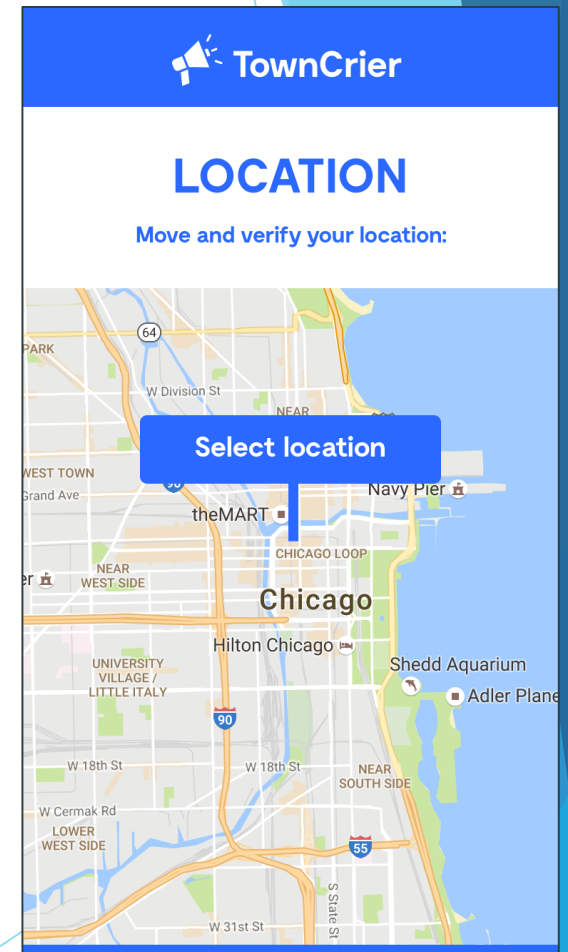 TownCrier
LOCATION
Move and verify your location:
64
PARK
W Division St
NEAR
Select location
WEST TOWN
90
Grand Ave
Navy Pier
theMART
CHICAGO LOOP
er
NEAR
WEST SIDE
Chicago
Hilton Chicago
UNIVERSITY
VILLAGE /
LITTLE ITALY
Shedd Aquarium
Adler Plane
90
W 18th St
W 18th St
NEAR
SOUTH SIDE
W Cermak Rd
LOWER
WEST SIDE
55
S State St
W 31st St